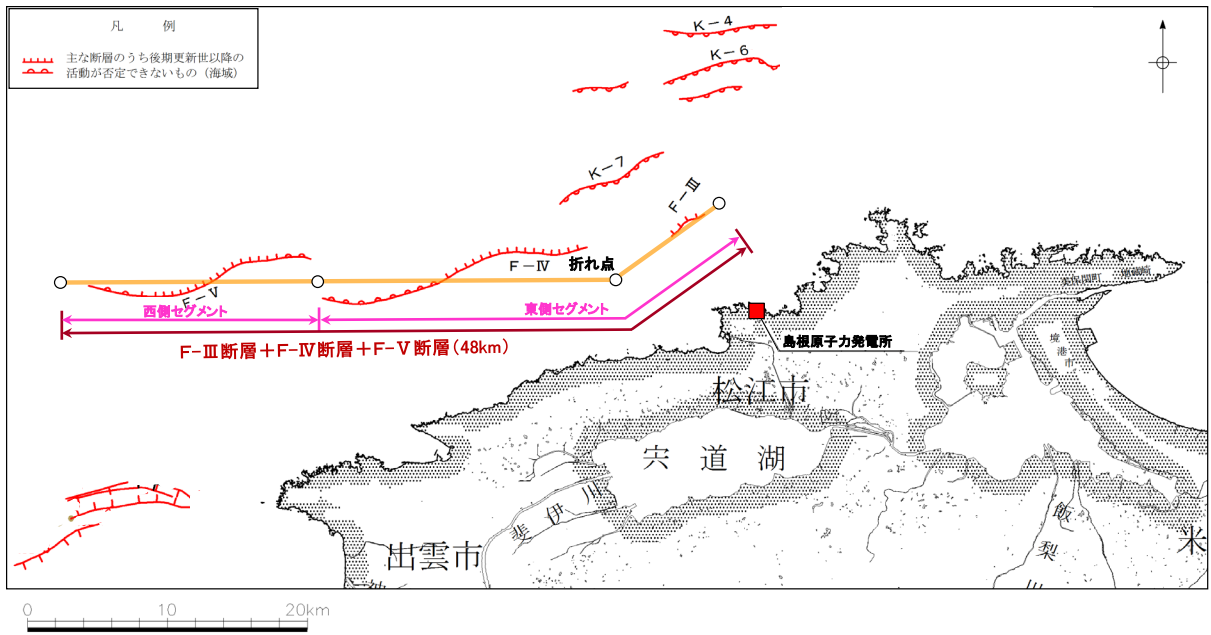 凡 例
主な断層のうち後期更新世以降の
活動が否定できないもの（海域）
K－4
K－6
K－7
F－Ⅲ
F－Ⅳ
折れ点
F－Ⅴ
西側セグメント
東側セグメント
F-Ⅲ断層＋F-Ⅳ断層＋F-Ⅴ断層(48km)
島根原子力発電所
境港市
松江市
宍道湖
斐伊川
出雲市
飯梨川
米
0 10 20km